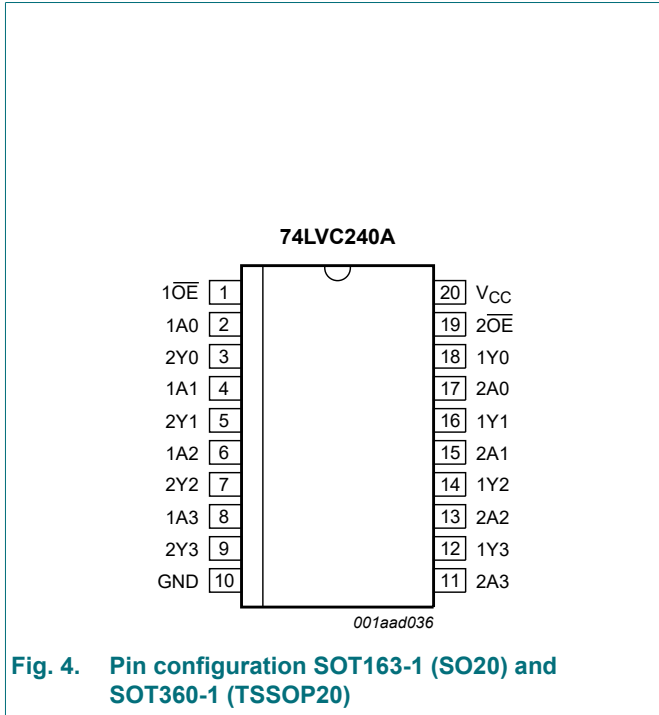 74LVC240A
1O̅E̅ 1 20 VCC
1A0 2 19 2O̅E̅
2Y0 3 18 1Y0
1A1 4 17 2A0
2Y1 5 16 1Y1
1A2 6 15 2A1
2Y2 7 14 1Y2
1A3 8 13 2A2
2Y3 9 12 1Y3
GND 10 11 2A3
001aad036
Fig. 4. Pin configuration SOT163-1 (SO20) and
SOT360-1 (TSSOP20)